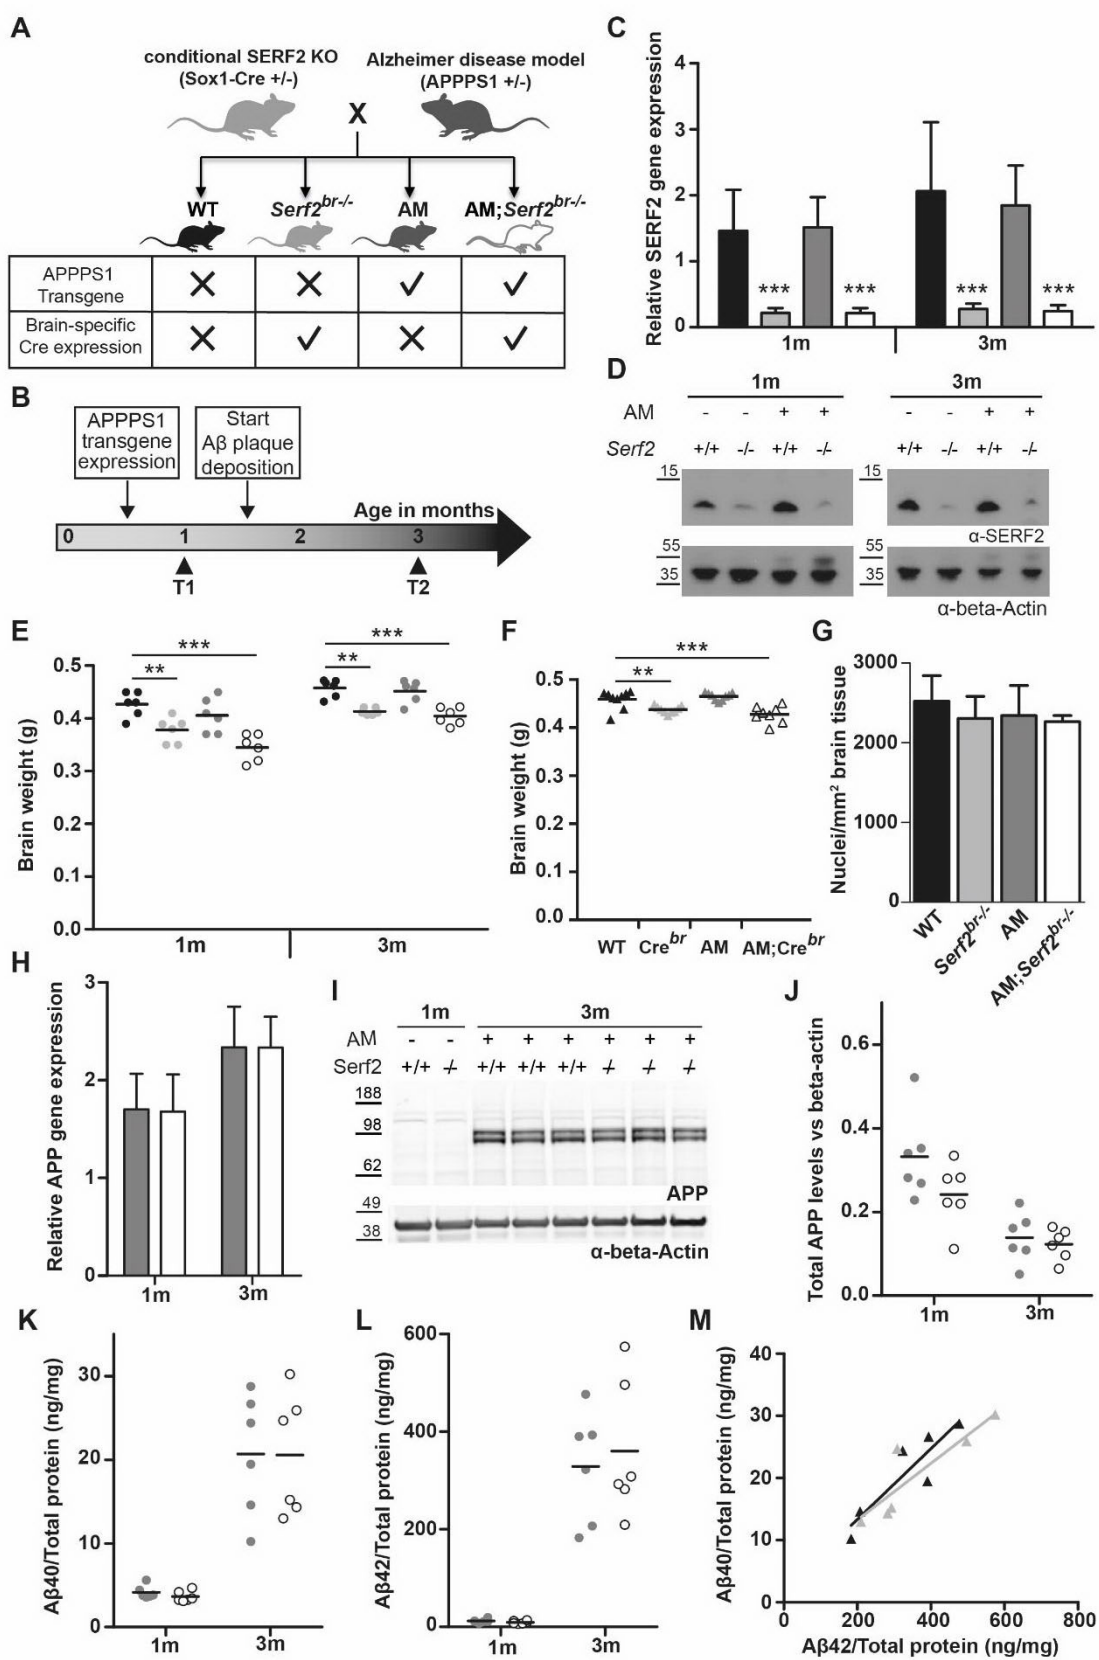 A
conditional SERF2 KO
(Sox1-Cre +/-)
Alzheimer disease model
(APPPS1 +/-)
X
WT
Serf2br-/-
AM
AM;Serf2br-/-
APPPS1
Transgene
Brain-specific
Cre expression
B
APPPS1
transgene
expression
Start
Aβ plaque
deposition
Age in months
0 1 2 3
T1 T2
C
Relative SERF2 gene expression
4
3
2
1
0
*** *** *** ***
1m 3m
D
1m 3m
AM - - + + - - + +
Serf2 +/+ -/- +/+ -/- +/+ -/- +/+ -/-
15 15
α-SERF2
55 55
35 35
α-beta-Actin
E
Brain weight (g)
0.5
0.4
0.3
0.2
0.1
0.0
*** ***
** **
1m 3m
F
Brain weight (g)
0.5
0.4
0.3
0.2
0.1
0.0
***
**
WT Crebr AM AM;Crebr
G
Nuclei/mm2 brain tissue
3000
2000
1000
0
WT
Serf2br-/-
AM
AM;Serf2br-/-
H
Relative APP gene expression
3
2
1
0
1m 3m
I
1m 3m
AM - - + + + + + +
Serf2 +/+ -/- +/+ +/+ +/+ -/- -/- -/-
188
98
62
APP
49
38
α-beta-Actin
J
Total APP levels vs beta-actin
0.6
0.4
0.2
0.0
1m 3m
K
Aβ40/Total protein (ng/mg)
30
20
10
0
1m 3m
L
Aβ42/Total protein (ng/mg)
600
400
200
0
1m 3m
M
Aβ40/Total protein (ng/mg)
40
30
20
10
0 200 400 600 800
Aβ42/Total protein (ng/mg)